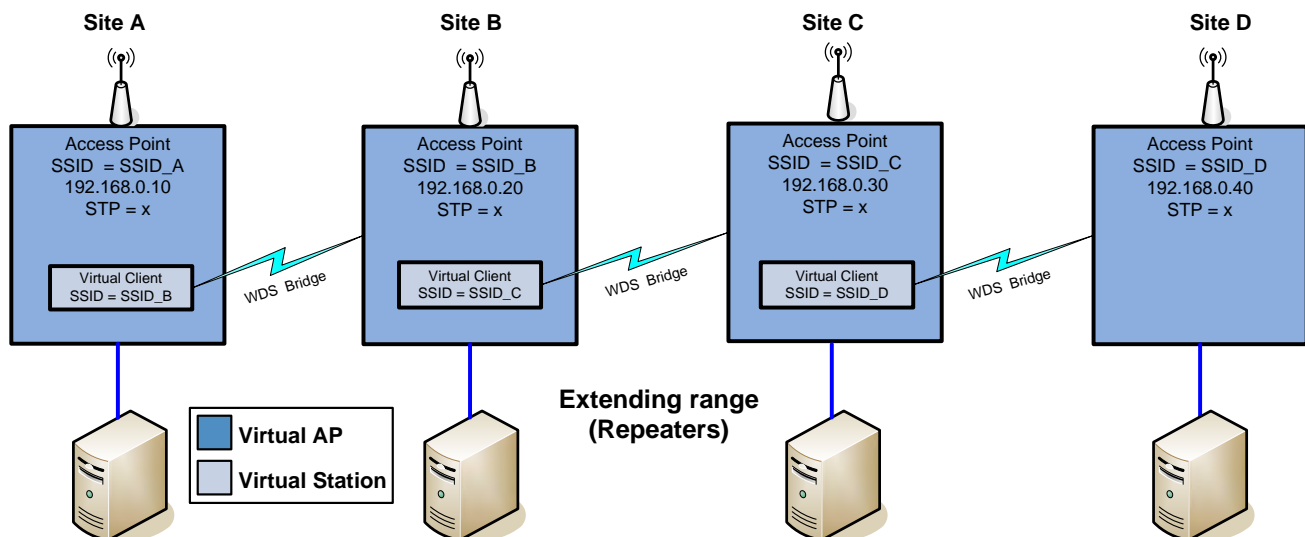 Site A
Site B
Site C
Site D
Access Point
SSID = SSID_A
192.168.0.10
STP = x
Virtual Client
SSID = SSID_B
WDS Bridge
Access Point
SSID = SSID_B
192.168.0.20
STP = x
Virtual Client
SSID = SSID_C
WDS Bridge
Access Point
SSID = SSID_C
192.168.0.30
STP = x
Virtual Client
SSID = SSID_D
WDS Bridge
Access Point
SSID = SSID_D
192.168.0.40
STP = x
Virtual AP
Virtual Station
Extending range
(Repeaters)